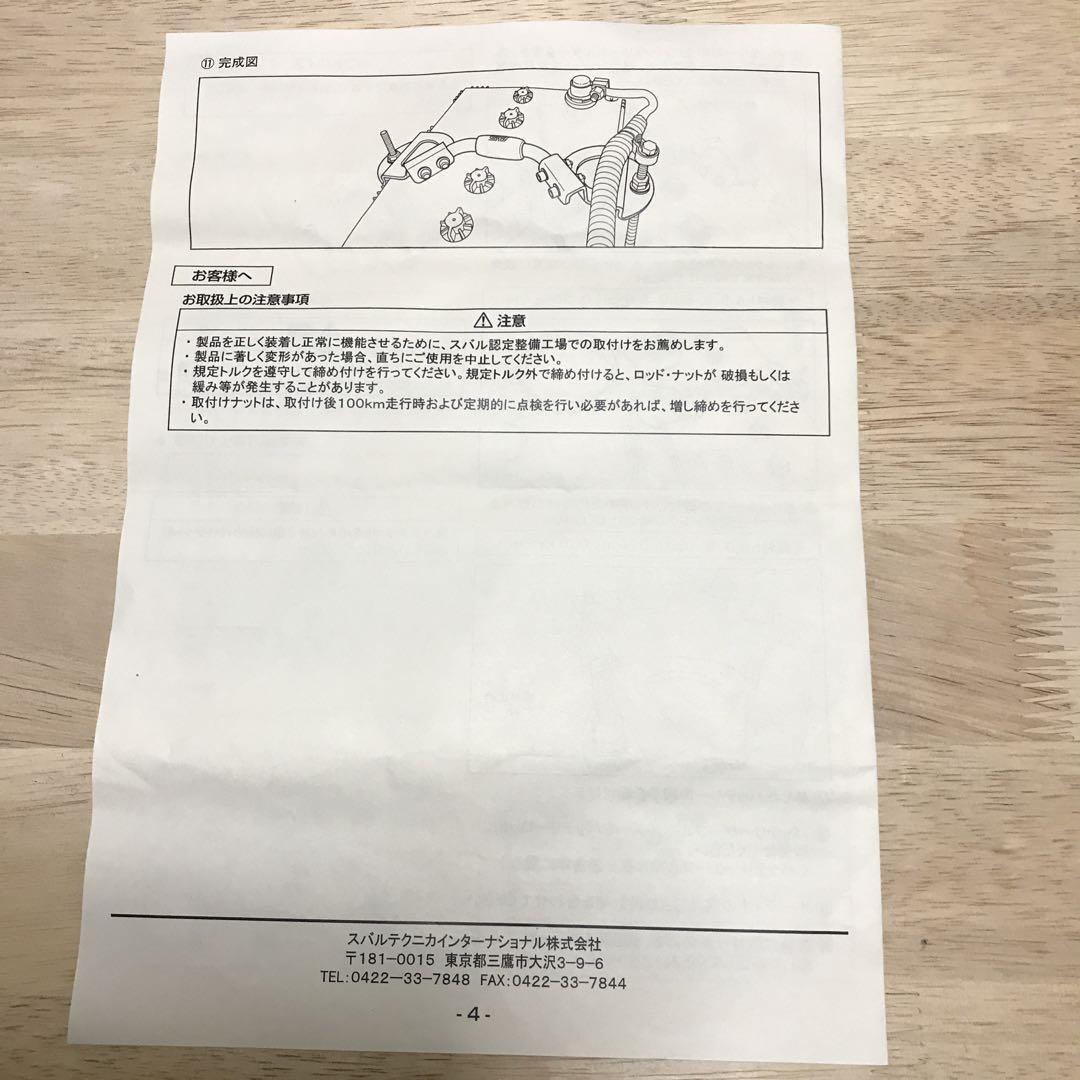 ⑪ 完成図
お客様へ
お取扱上の注意事項
注意
・ 製品を正しく装着し正常に機能させるために、スバル認定整備工場での取付けをお薦めします。
・ 製品に著しく変形があった場合、直ちにご使用を中止してください。
・ 規定トルクを遵守して締め付けを行ってください。規定トルク外で締め付けると、ロッド・ナットが 破損もしくは
緩み等が発生することがあります。
・ 取付けナットは、取付け後100km走行時および定期的に点検を行い必要があれば、増し締めを行ってくださ
い。
スバルテクニカインターナショナル株式会社
〒181－0015 東京都三鷹市大沢3－9－6
TEL:0422－33－7848 FAX:0422－33－7844
- 4 -